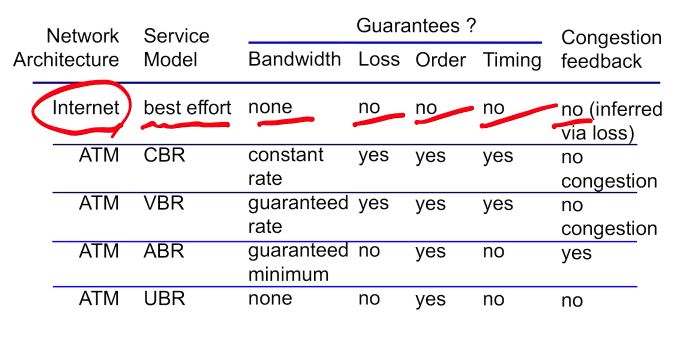 Guarantees ?
Network Architecture Service Model Bandwidth Loss Order Timing Congestion feedback
Internet best effort none no no no no (inferred via loss)
ATM CBR constant rate yes yes yes no congestion
ATM VBR guaranteed rate yes yes yes no congestion
ATM ABR guaranteed minimum no yes no yes
ATM UBR none no yes no no